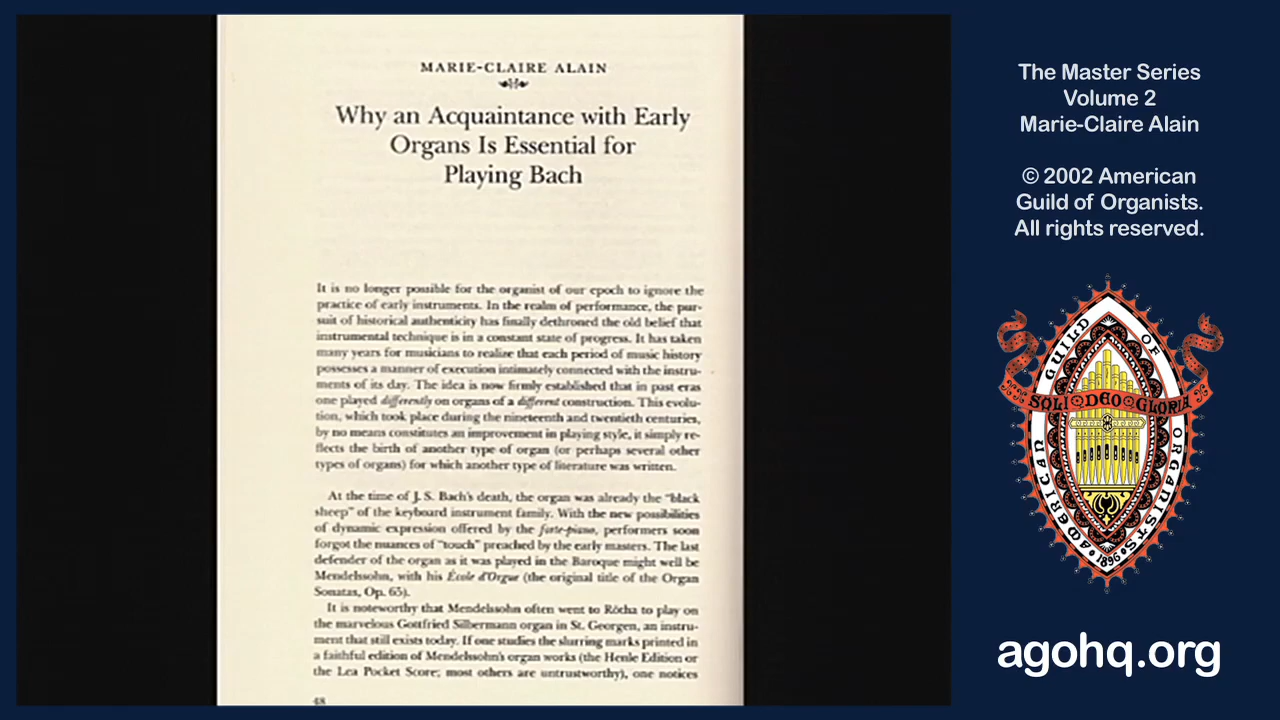 MARIE-CLAIRE ALAIN
Why an Acquaintance with Early
Organs Is Essential for
Playing Bach
It is no longer possible for the organist of our epoch to ignore the
practice of early instruments. In the realm of performance, the pur-
suit of historical authenticity has finally dethroned the old belief that
instrumental technique is in a constant state of progress. It has taken
many years for musicians to realize that each period of music history
possesses a manner of execution intimately connected with the instru-
ments of its day. The idea is now firmly established that in past eras
one played differently on organs of a different construction. This evolu-
tion, which took place during the nineteenth and twentieth centuries,
by no means constitutes an improvement in playing style, it simply re-
flects the birth of another type of organ (or perhaps several other
types of organs) for which another type of literature was written.
At the time of J. S. Bach's death, the organ was already the "black
sheep" of the keyboard instrument family. With the new possibilities
of dynamic expression offered by the forte-piano, performers soon
forgot the nuances of "touch" preached by the early masters. The last
defender of the organ as it was played in the Baroque might well be
Mendelssohn, with his École d'Orgue (the original title of the Organ
Sonatas, Op. 65).
It is noteworthy that Mendelssohn often went to Rötha to play on
the marvelous Gottfried Silbermann organ in St. Georgen, an instru-
ment that still exists today. If one studies the slurring marks printed in
a faithful edition of Mendelssohn's organ works (the Henle Edition or
the Lea Pocket Score; most others are untrustworthy), one notices
48
The Master Series
Volume 2
Marie-Claire Alain
© 2002 American
Guild of Organists.
All rights reserved.
AMERICAN GUILD OF ORGANISTS
SOLI DEO GLORIA
1896
agohq.org